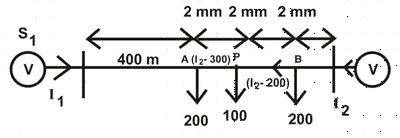 2 mm 2 mm 2 mm
S1
400 m A (I2-300) P B
V V
I1 (I2-200) I2
200 100 200